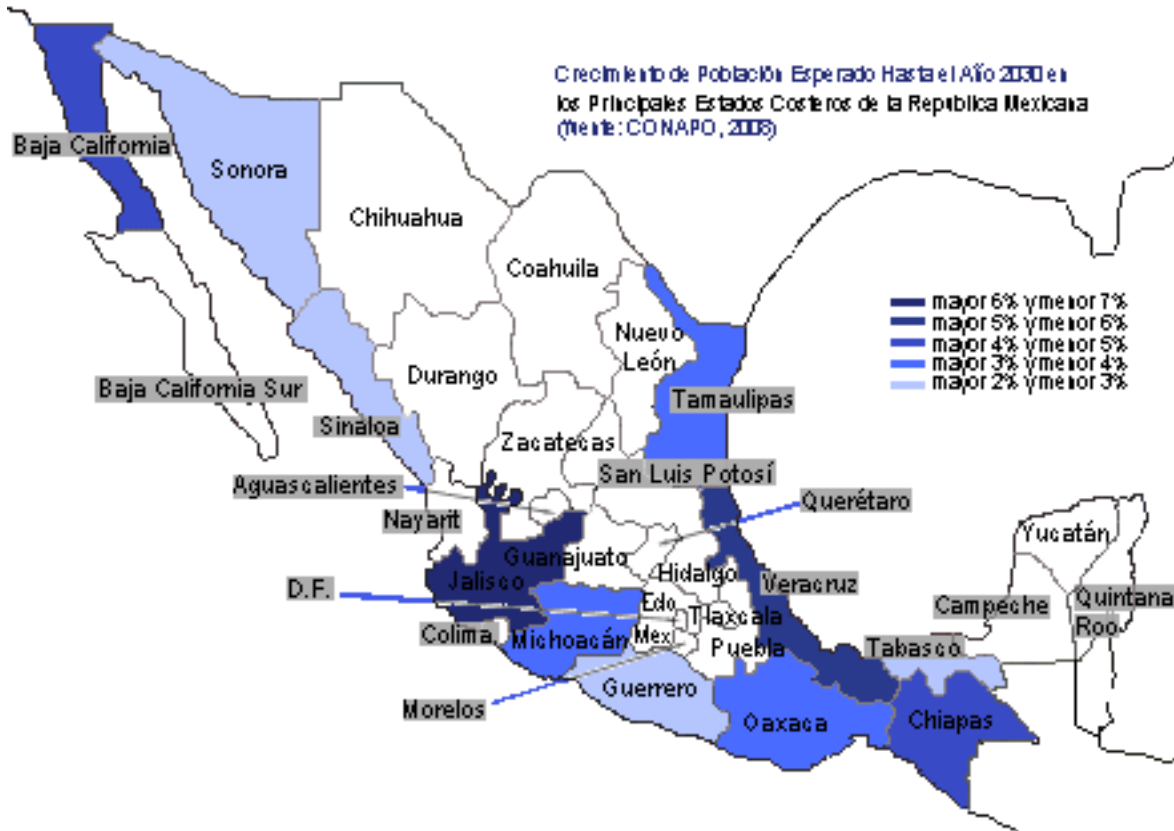 Crecimiento de Población Esperado Hasta el Año 2030 en
los Principales Estados Costeros de la Republica Mexicana
(fuente: CONAPO, 2008)
Baja California
Sonora
Chihuahua
Coahuila
mayor 6% y menor 7%
mayor 5% y menor 6%
mayor 4% y menor 5%
mayor 3% y menor 4%
mayor 2% y menor 3%
Nuevo
León
Durango
Baja California Sur
Tamaulipas
Sinaloa
Zacatecas
San Luis Potosí
Aguascalientes
Querétaro
Nayarit
Yucatán
Guanajuato
Hidalgo
Jalisco
Veracruz
D.F.
Edo
Mex
Campeche
Quintana
Roo
Tlaxcala
Colima,
Michoacán
Puebla
Tabasco
Guerrero
Morelos
Oaxaca
Chiapas